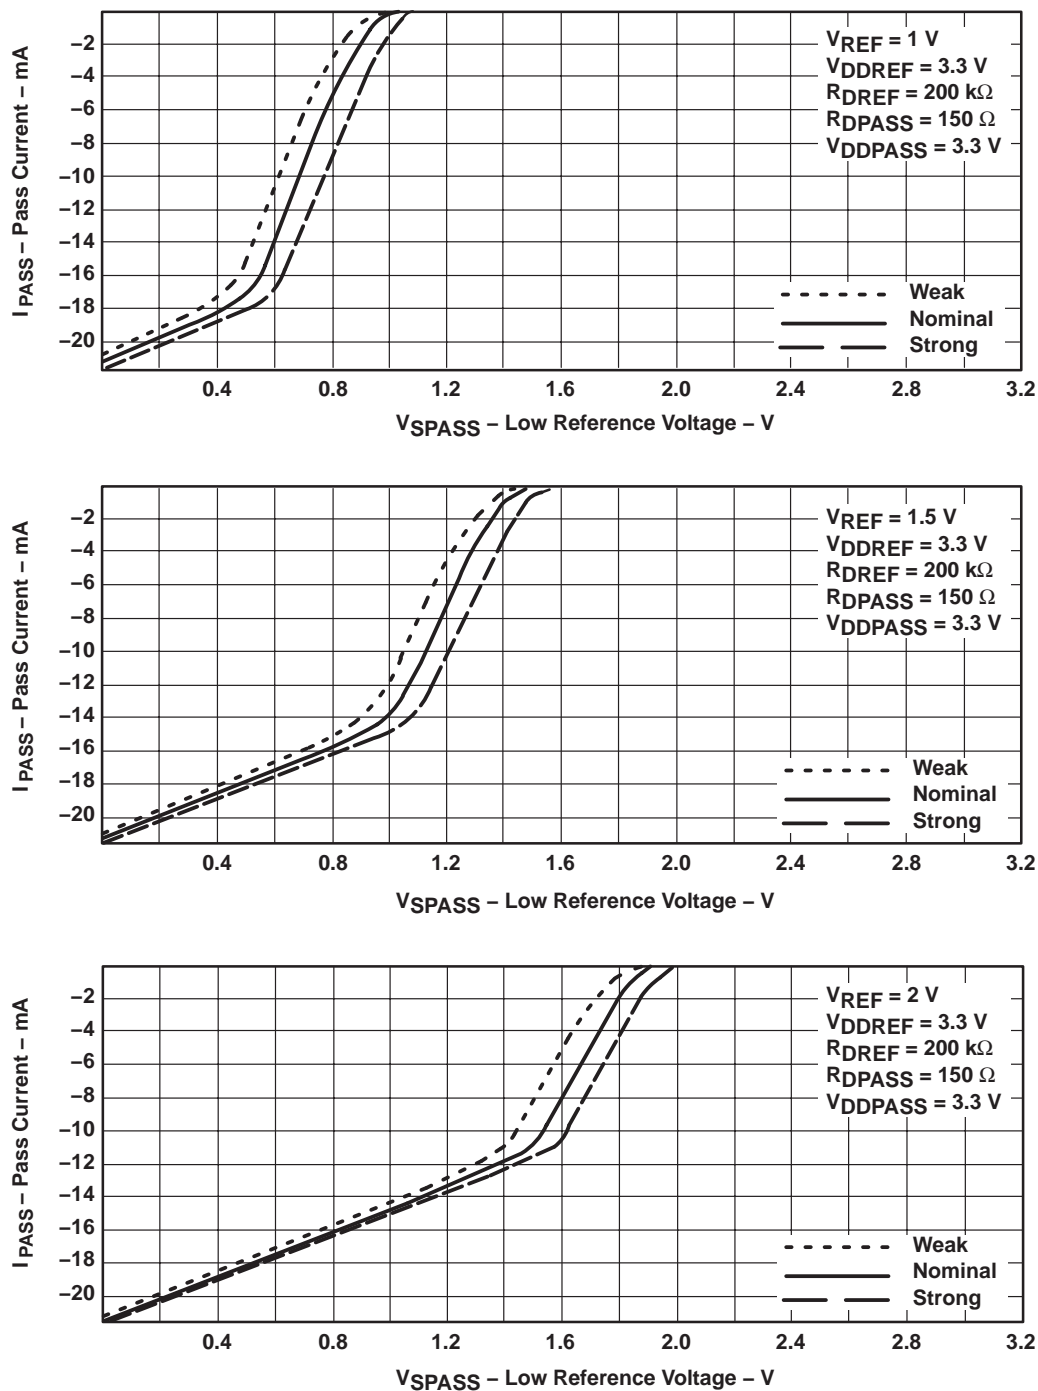 I PASS – Pass Current – mA
–2
–4
–6
–8
–10
–12
–14
–16
–18
–20
VREF = 1 V
VDDREF = 3.3 V
RDREF = 200 kΩ
RDPASS = 150 Ω
VDDPASS = 3.3 V
Weak
Nominal
Strong
0.4 0.8 1.2 1.6 2.0 2.4 2.8 3.2
VSPASS – Low Reference Voltage – V
I PASS – Pass Current – mA
–2
–4
–6
–8
–10
–12
–14
–16
–18
–20
VREF = 1.5 V
VDDREF = 3.3 V
RDREF = 200 kΩ
RDPASS = 150 Ω
VDDPASS = 3.3 V
Weak
Nominal
Strong
0.4 0.8 1.2 1.6 2.0 2.4 2.8 3.2
VSPASS – Low Reference Voltage – V
I PASS – Pass Current – mA
–2
–4
–6
–8
–10
–12
–14
–16
–18
–20
VREF = 2 V
VDDREF = 3.3 V
RDREF = 200 kΩ
RDPASS = 150 Ω
VDDPASS = 3.3 V
Weak
Nominal
Strong
0.4 0.8 1.2 1.6 2.0 2.4 2.8 3.2
VSPASS – Low Reference Voltage – V